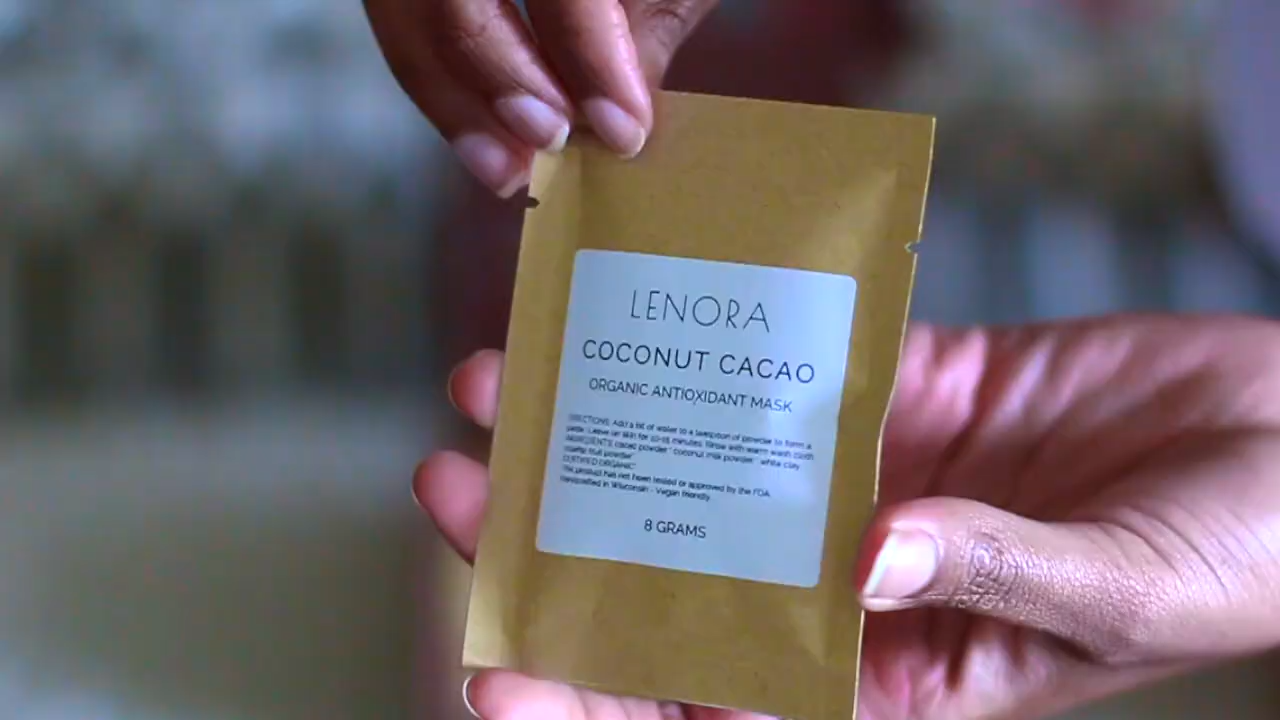 LENORA
COCONUT CACAO
ORGANIC ANTIOXIDANT MASK
DIRECTIONS: Add a bit of water to a teaspoon of powder to form a
paste. Leave on skin for 10-15 minutes. Rinse with warm wash cloth.
INGREDIENTS: cacao powder* coconut milk powder* white clay
fruit powder*
CERTIFIED ORGANIC*
This product has not been tested or approved by the FDA.
Handcrafted in Wisconsin - Vegan friendly
8 GRAMS